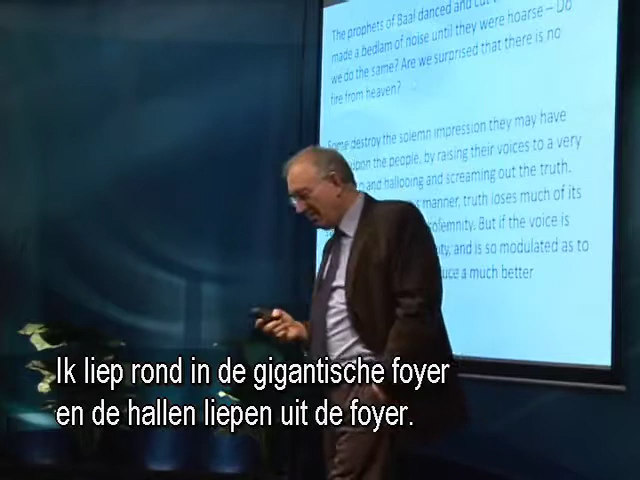 The prophets of Baal danced and cut
made a bedlam of noise until they were hoarse – Do
we do the same? Are we surprised that there is no
fire from heaven?
Some destroy the solemn impression they may have
upon the people, by raising their voices to a very
and hallooing and screaming out the truth.
manner, truth loses much of its
solemnity. But if the voice is
and is so modulated as to
a much better
Ik liep rond in de gigantische foyer
en de hallen liepen uit de foyer.